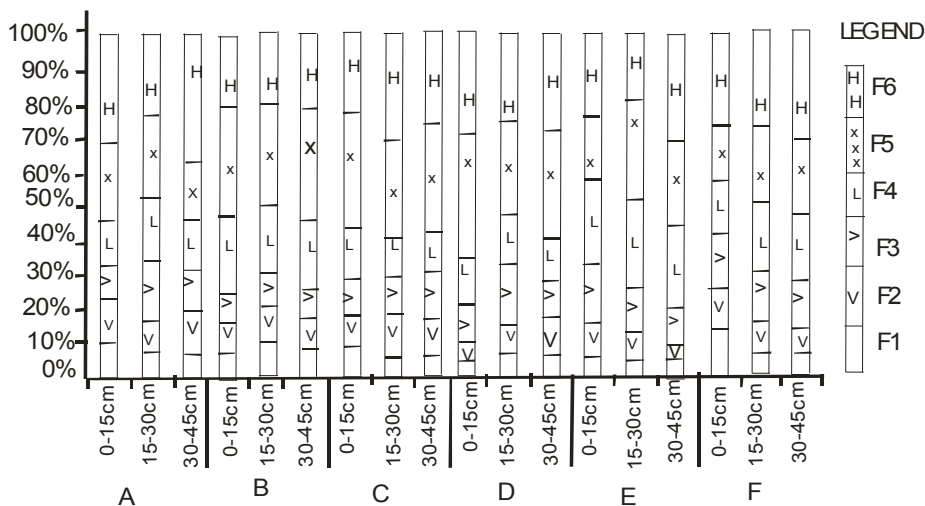 100%
90%
80%
70%
60%
50%
40%
30%
20%
10%
0%
H H H H H H H H H H H H H H H H H H
x x x x x x x x x x x x x x x x x x
L L L L L L L L L L L L L L L L L L
> > > > > > > > > > > > > > > > > >
V V V V V V V V V V V V V V V V V V
0-15cm 15-30cm 30-45cm 0-15cm 15-30cm 30-45cm 0-15cm 15-30cm 30-45cm 0-15cm 15-30cm 30-45cm 0-15cm 15-30cm 30-45cm 0-15cm 15-30cm 30-45cm
A B C D E F
LEGEND
H
H F6
x
x
x F5
L F4
> F3
V F2
F1